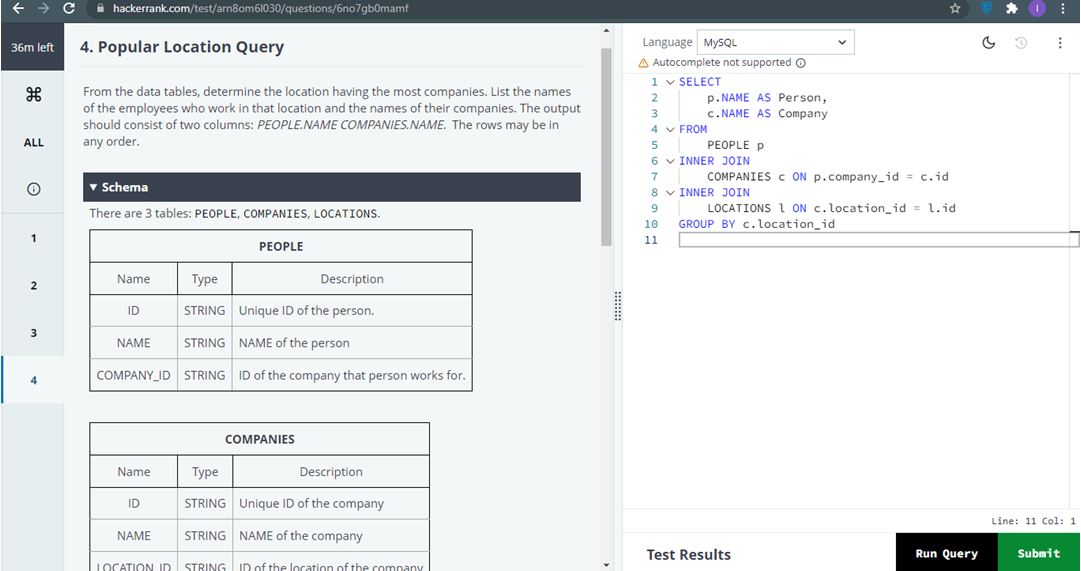 hackerrank.com/test/arn8om6l030/questions/6no7gb0mamf
I
36m left
ALL
1
2
3
4
4. Popular Location Query
From the data tables, determine the location having the most companies. List the names
of the employees who work in that location and the names of their companies. The output
should consist of two columns: PEOPLE.NAME COMPANIES.NAME. The rows may be in
any order.
▼ Schema
There are 3 tables: PEOPLE, COMPANIES, LOCATIONS.
PEOPLE
Name Type Description
ID STRING Unique ID of the person.
NAME STRING NAME of the person
COMPANY_ID STRING ID of the company that person works for.
COMPANIES
Name Type Description
ID STRING Unique ID of the company
NAME STRING NAME of the company
LOCATION_ID STRING ID of the location of the company
Language MySQL
Autocomplete not supported
1 SELECT
2 p.NAME AS Person,
3 c.NAME AS Company
4 FROM
5 PEOPLE p
6 INNER JOIN
7 COMPANIES c ON p.company_id = c.id
8 INNER JOIN
9 LOCATIONS l ON c.location_id = l.id
10 GROUP BY c.location_id
11
Line: 11 Col: 1
Test Results
Run Query
Submit